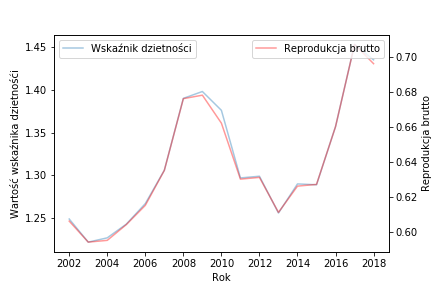 Wskaźnik dzietności
Reprodukcja brutto
1.45
1.40
1.35
1.30
1.25
0.70
0.68
0.66
0.64
0.62
0.60
2002 2004 2006 2008 2010 2012 2014 2016 2018
Rok
Wartość wskaźnika dzietnośći
Reprodukcja brutto